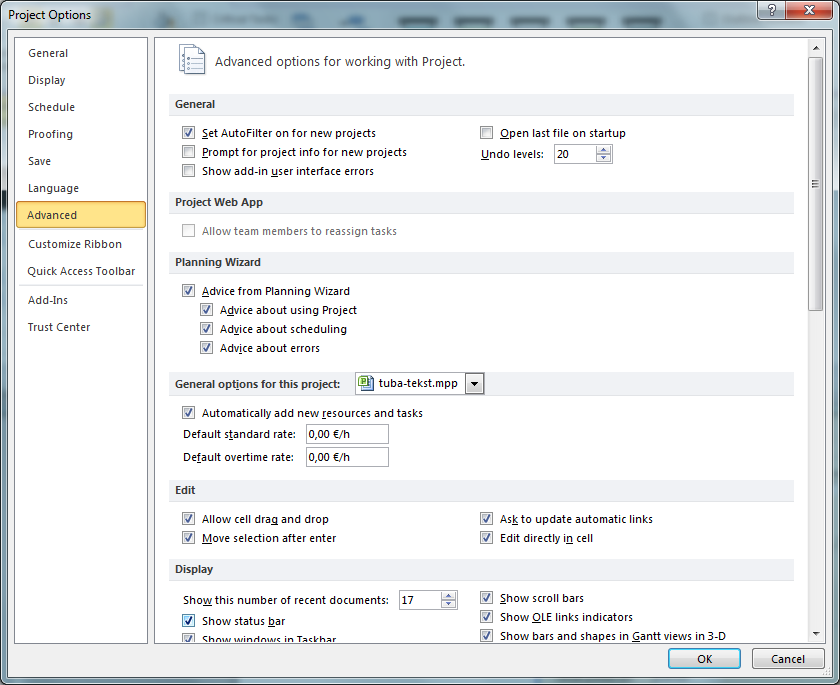 Project Options
General
Display
Schedule
Proofing
Save
Language
Advanced
Customize Ribbon
Quick Access Toolbar
Add-Ins
Trust Center
Advanced options for working with Project.
General
Set AutoFilter on for new projects
Open last file on startup
Prompt for project info for new projects
Undo levels: 20
Show add-in user interface errors
Project Web App
Allow team members to reassign tasks
Planning Wizard
Advice from Planning Wizard
Advice about using Project
Advice about scheduling
Advice about errors
General options for this project: tuba-tekst.mpp
Automatically add new resources and tasks
Default standard rate: 0,00 €/h
Default overtime rate: 0,00 €/h
Edit
Allow cell drag and drop
Ask to update automatic links
Move selection after enter
Edit directly in cell
Display
Show this number of recent documents: 17
Show scroll bars
Show status bar
Show OLE links indicators
Show windows in Taskbar
Show bars and shapes in Gantt views in 3-D
OK
Cancel